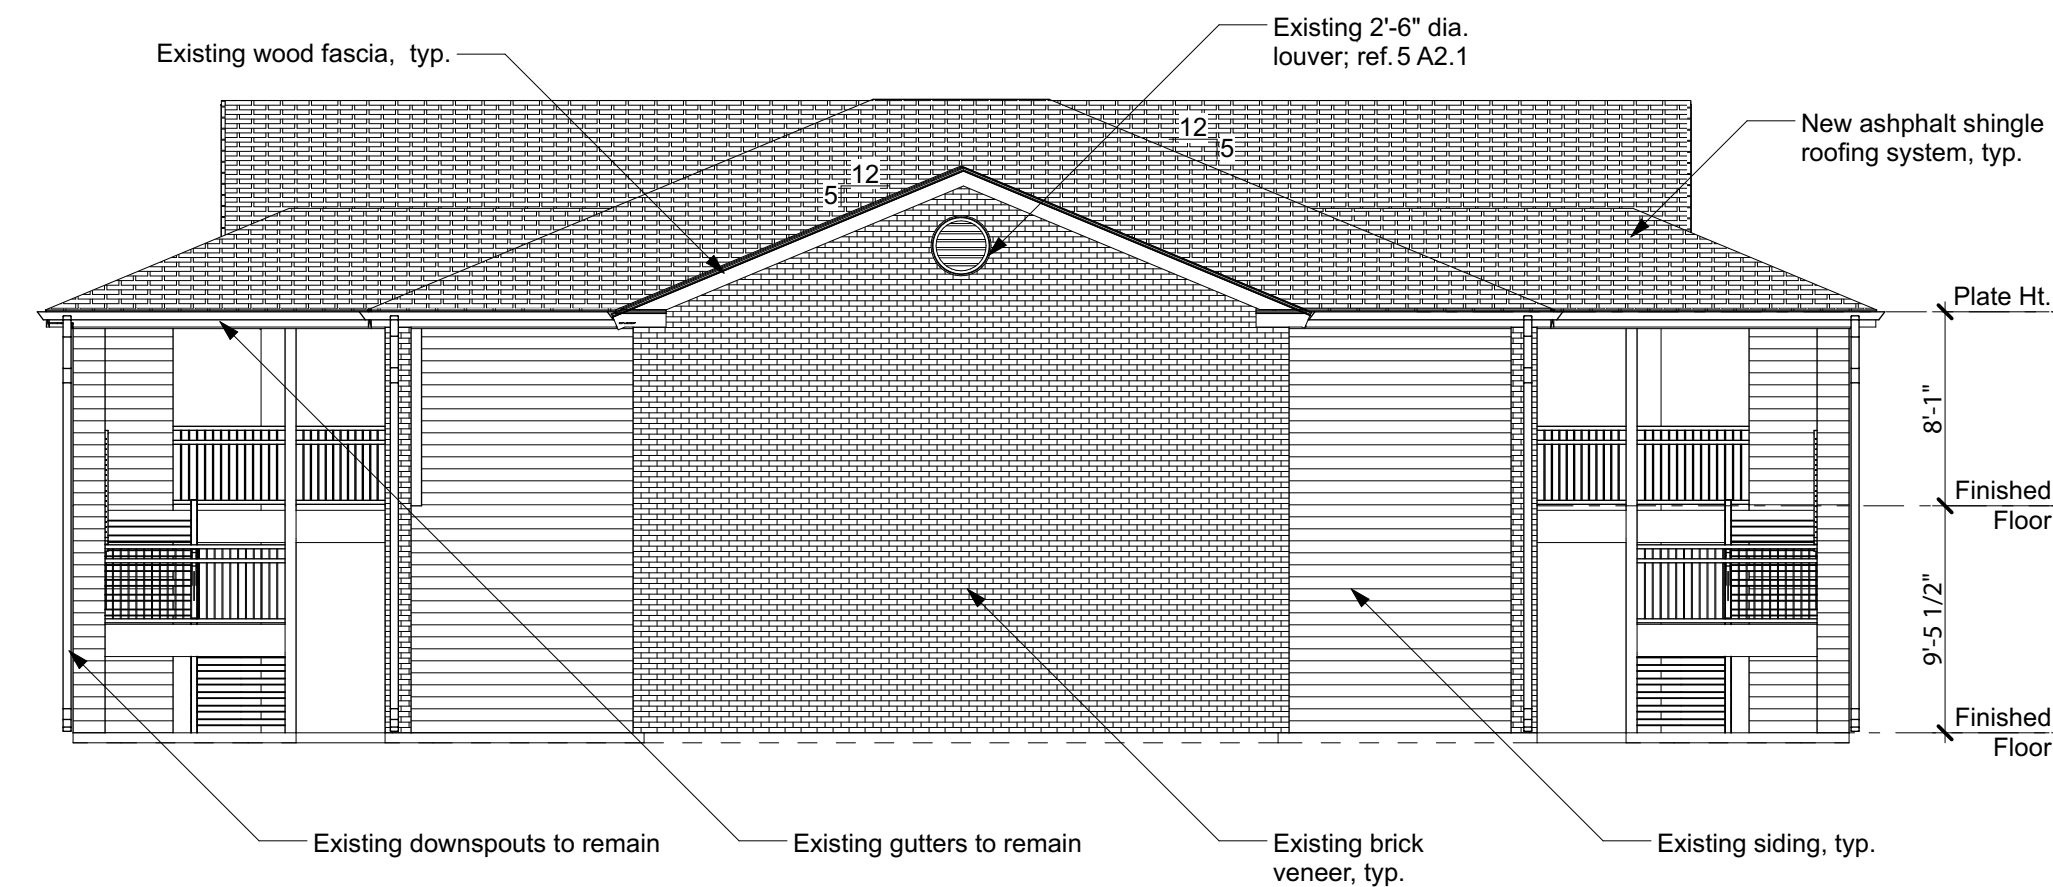 Existing 2'-6" dia.
louver; ref. 5 A2.1
Existing wood fascia, typ.
New ashphalt shingle
roofing system, typ.
12
5
12
5
Plate Ht.
8'-1"
Finished
Floor
9'-5 1/2"
Finished
Floor
Existing downspouts to remain
Existing gutters to remain
Existing brick
veneer, typ.
Existing siding, typ.